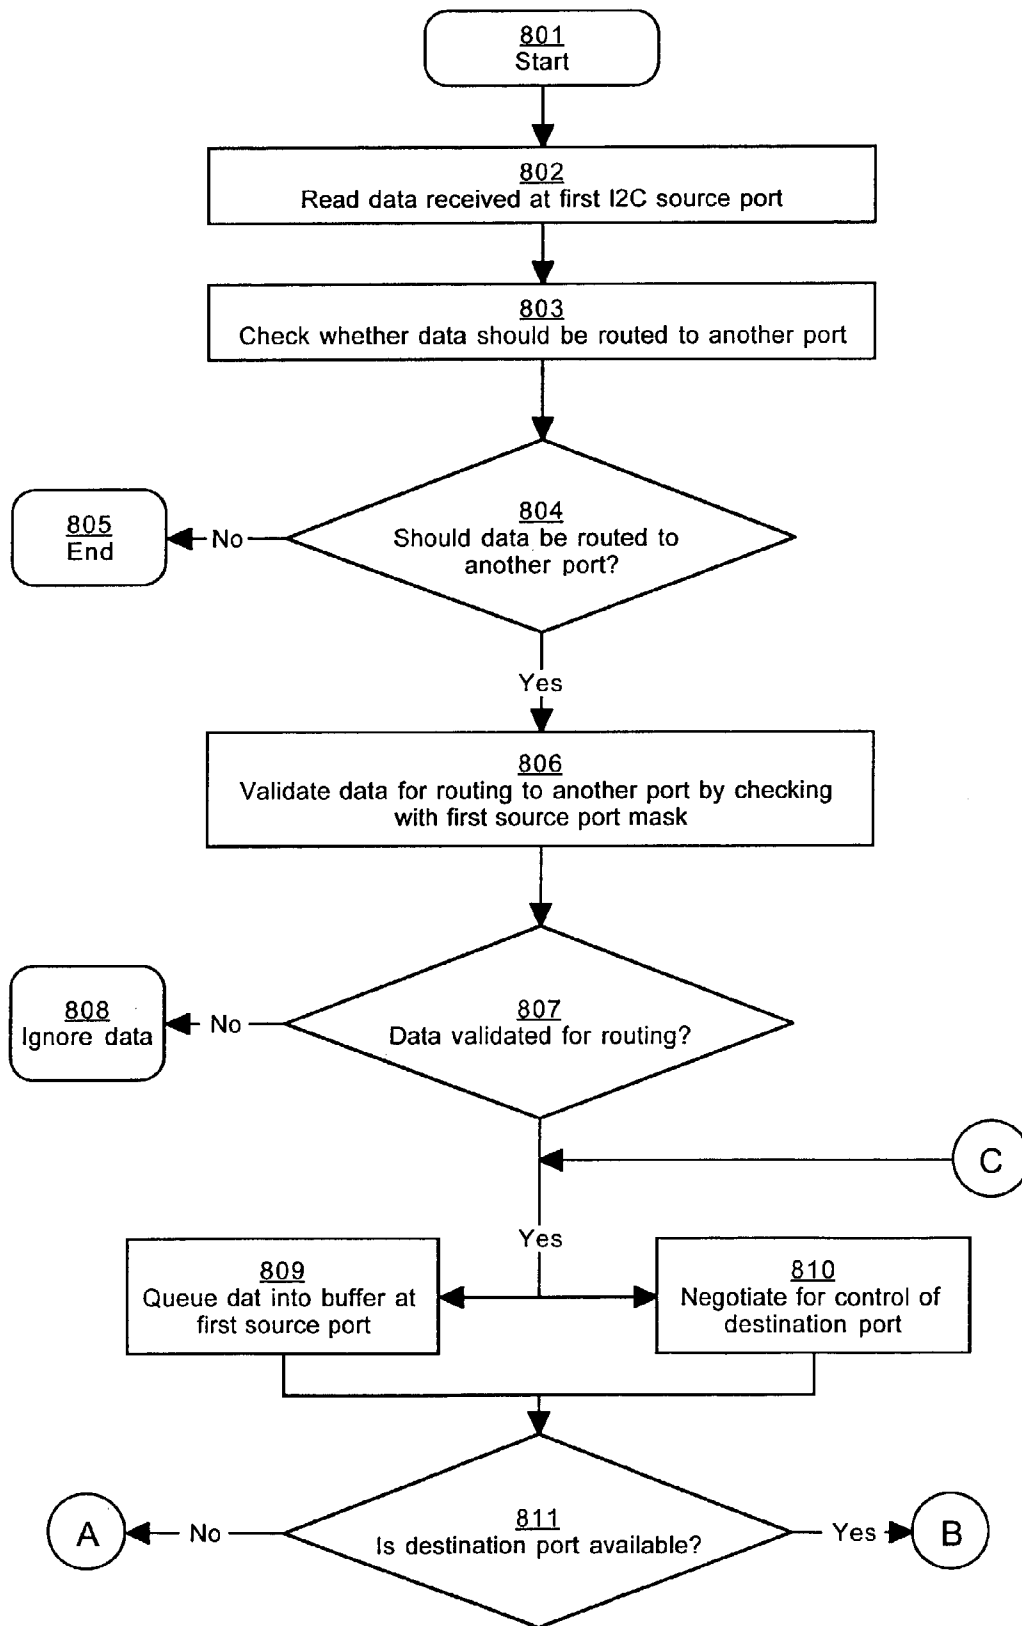 801
Start
802
Read data received at first I2C source port
803
Check whether data should be routed to another port
804
Should data be routed to
another port?
No
805
End
Yes
806
Validate data for routing to another port by checking
with first source port mask
807
Data validated for routing?
No
808
Ignore data
C
Yes
809
Queue dat into buffer at
first source port
810
Negotiate for control of
destination port
811
Is destination port available?
No
A
Yes
B